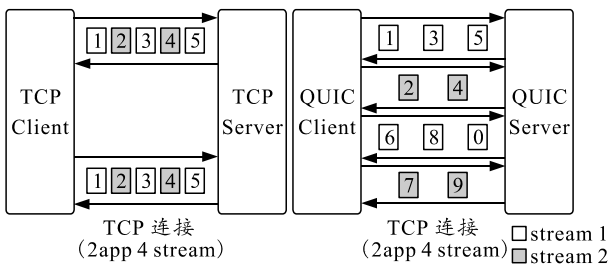 TCP Client
1 2 3 4 5
1 2 3 4 5
TCP Server
TCP 连接
(2app 4 stream)
QUIC Client
1 3 5
2 4
6 8 0
7 9
QUIC Server
TCP 连接
(2app 4 stream)
stream 1
stream 2